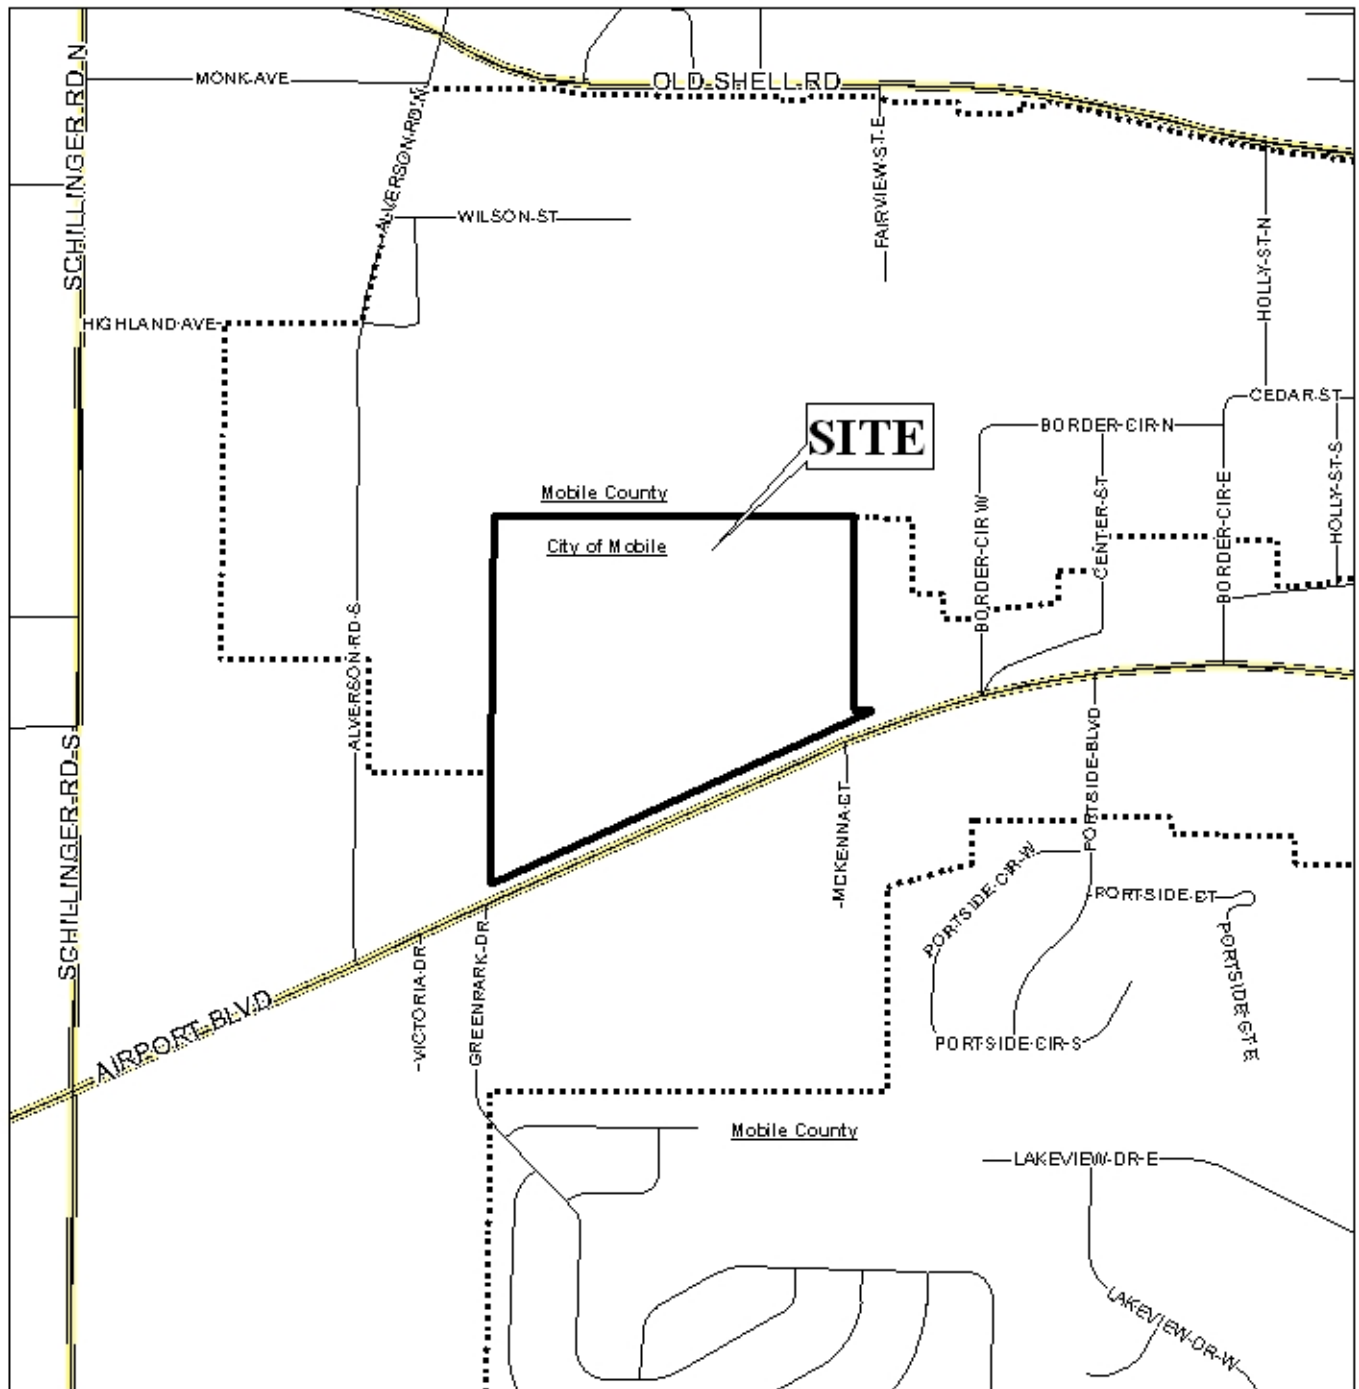 SCHILLINGER RD N
MONK AVE
OLD SHELL RD
ALVERSON RD N
WILSON ST
FAIRVIEW ST E
HOLLY ST N
HIGHLAND AVE
CEDAR ST
SITE
BORDER CIR N
Mobile County
City of Mobile
BORDER CIR W
CENTER ST
BORDER CIR E
HOLLY ST S
ALVERSON RD S
SCHILLINGER RD S
PORTSIDE BLVD
MCKENNA CT
PORTSIDE CIR W
PORTSIDE CT
PORTSIDE CT E
GREENPARK DR
VICTORIA DR
AIRPORT BLVD
PORTSIDE CIR S
Mobile County
LAKEVIEW DR E
LAKEVIEW DR W